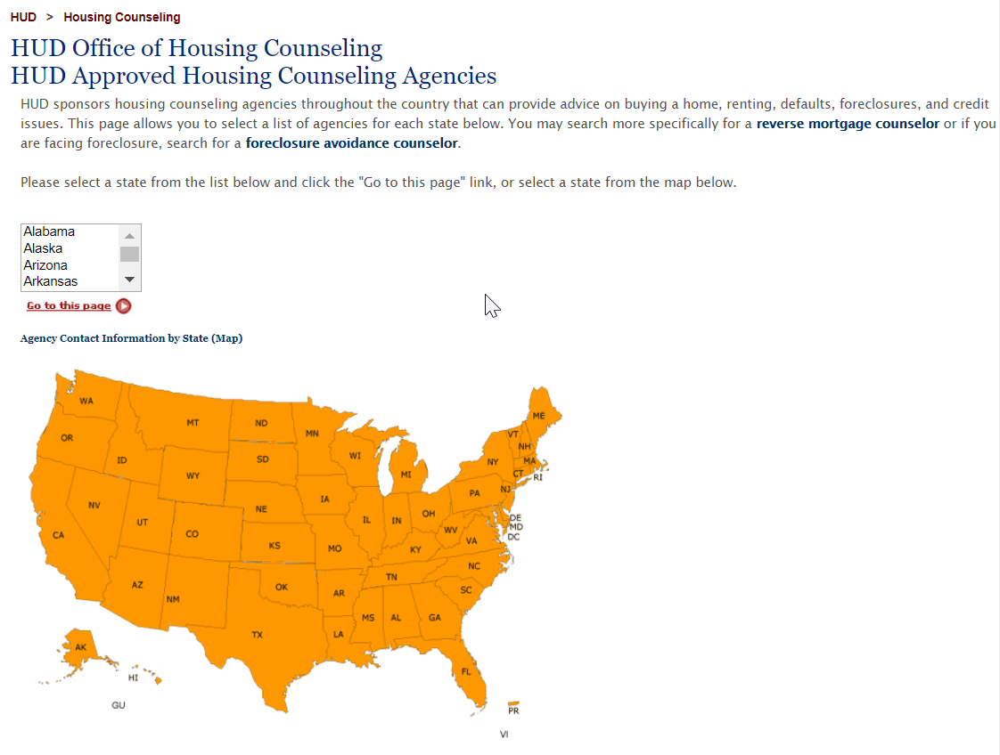 HUD > Housing Counseling
HUD Office of Housing Counseling
HUD Approved Housing Counseling Agencies
HUD sponsors housing counseling agencies throughout the country that can provide advice on buying a home, renting, defaults, foreclosures, and credit
issues. This page allows you to select a list of agencies for each state below. You may search more specifically for a reverse mortgage counselor or if you
are facing foreclosure, search for a foreclosure avoidance counselor.
Please select a state from the list below and click the "Go to this page" link, or select a state from the map below.
Alabama
Alaska
Arizona
Arkansas
Go to this page
Agency Contact Information by State (Map)
WA
ME
MT
ND
MN
VT
OR
NH
WI
ID
SD
NY
MA
WY
MI
CT
RI
PA
NJ
IA
NV
NE
OH
UT
IL
IN
DE
MD
WV
CO
CA
DC
VA
KS
MO
KY
NC
TN
AZ
OK
SC
AR
NM
MS
AL
GA
TX
LA
AK
FL
HI
GU
PR
VI